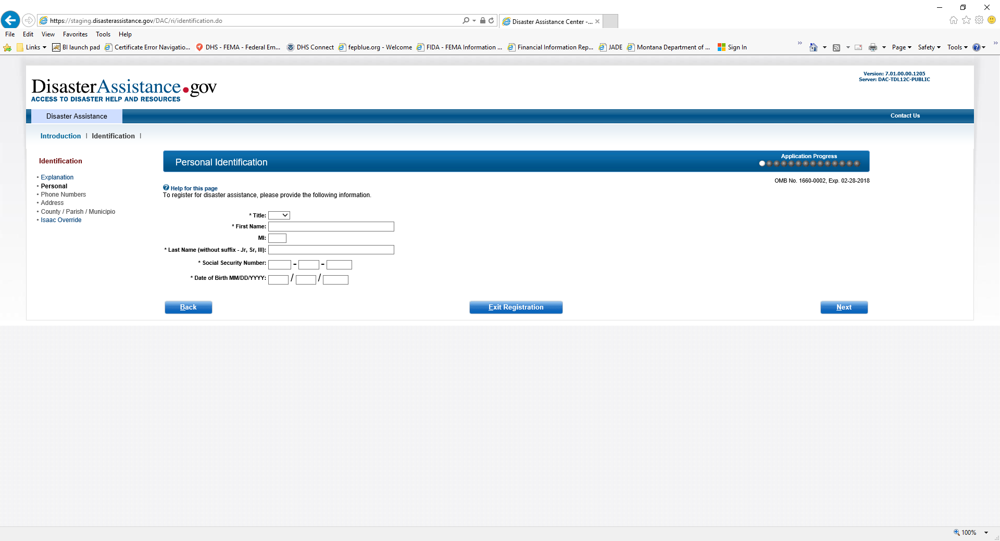 https://staging.disasterassistance.gov/DAC/ri/identification.do
Disaster Assistance Center -...
File Edit View Favorites Tools Help
Links BI launch pad Certificate Error Navigatio... DHS - FEMA - Federal Em... DHS Connect fepblue.org - Welcome FIDA - FEMA Information ... Financial Information Rep... JADE Montana Department of ... Sign In » Page Safety Tools »
Version: 7.01.00.00.1205
Server: DAC-TDL12C-PUBLIC
DisasterAssistance.gov
ACCESS TO DISASTER HELP AND RESOURCES
Disaster Assistance
Contact Us
Introduction | Identification |
Identification
• Explanation
• Personal
• Phone Numbers
• Address
• County / Parish / Municipio
• Isaac Override
Personal Identification
Application Progress
OMB No. 1660-0002, Exp. 02-28-2018
Help for this page
To register for disaster assistance, please provide the following information.
* Title:
* First Name:
MI:
* Last Name (without suffix - Jr, Sr, III):
* Social Security Number: - -
* Date of Birth MM/DD/YYYY: / /
Back
Exit Registration
Next
100%